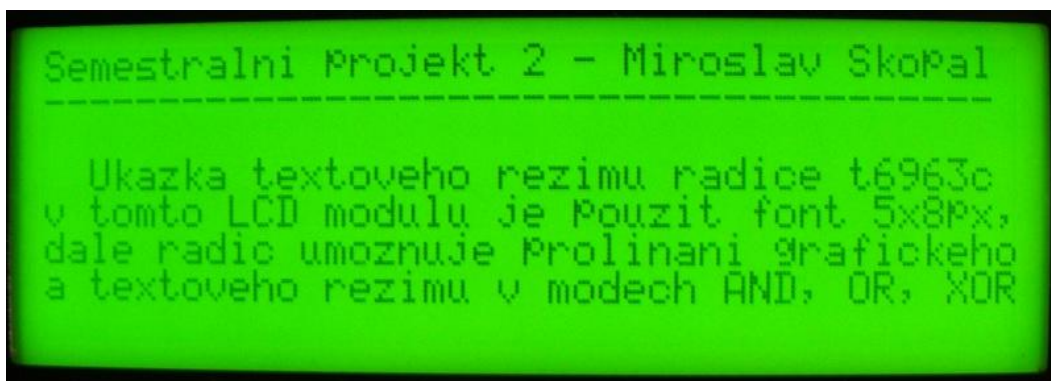 Semestralni projekt 2 - Miroslav Skopal
---------------------------------------
Ukazka textoveho rezimu radice t6963c
v tomto LCD modulu je pouzit font 5x8px,
dale radic umoznuje prolinani grafickeho
a textoveho rezimu v modech AND, OR, XOR